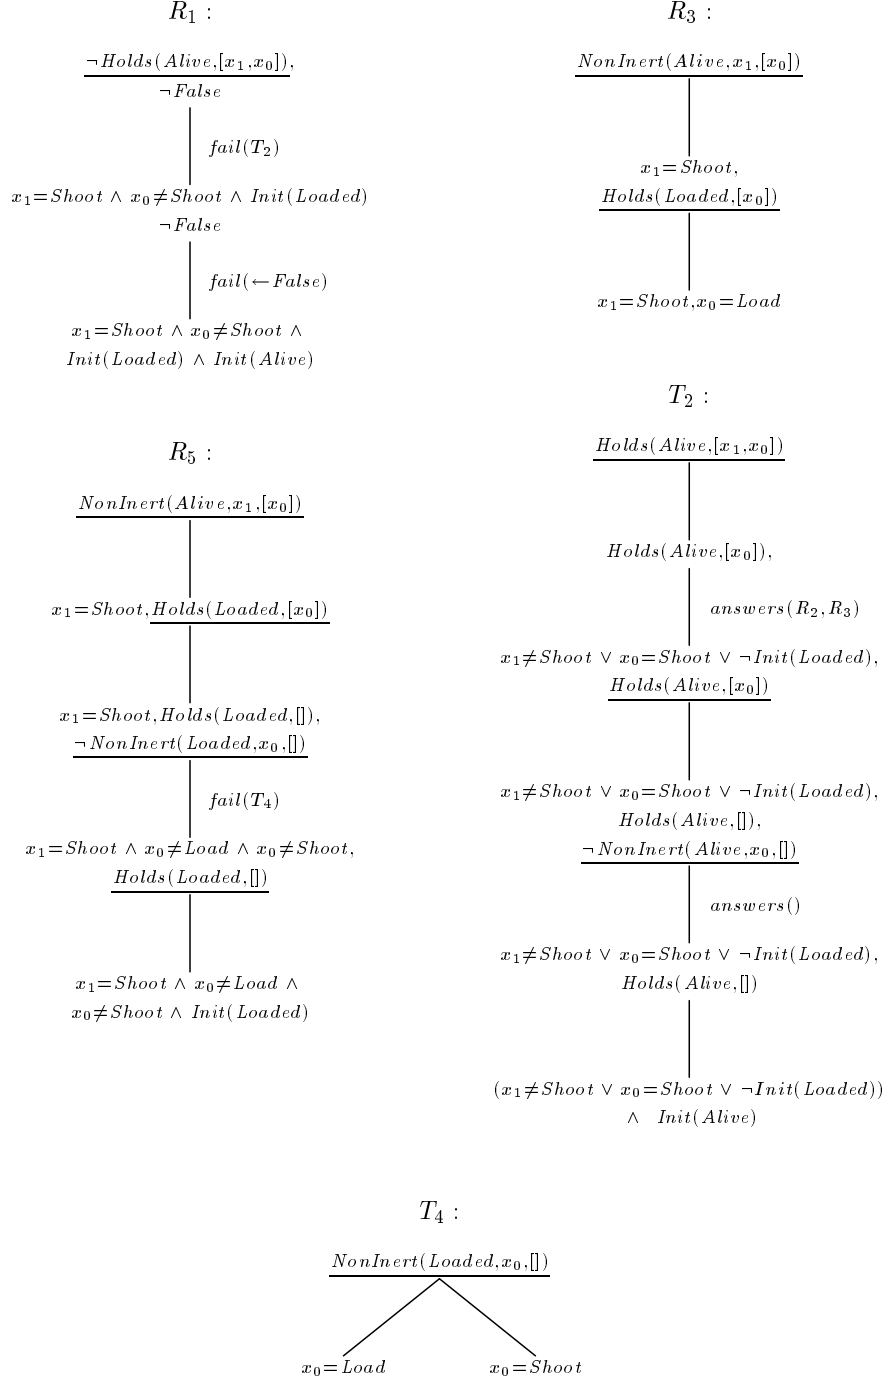 R₁ :
¬Holds(Alive,[x₁,x₀]),
¬False
fail(T₂)
x₁=Shoot ∧ x₀≠Shoot ∧ Init(Loaded)
¬False
fail(←False)
x₁=Shoot ∧ x₀≠Shoot ∧
Init(Loaded) ∧ Init(Alive)
R₃ :
NonInert(Alive,x₁,[x₀])
x₁=Shoot,
Holds(Loaded,[x₀])
x₁=Shoot,x₀=Load
R₅ :
NonInert(Alive,x₁,[x₀])
x₁=Shoot,Holds(Loaded,[x₀])
x₁=Shoot,Holds(Loaded,[]),
¬NonInert(Loaded,x₀,[])
fail(T₄)
x₁=Shoot ∧ x₀≠Load ∧ x₀≠Shoot,
Holds(Loaded,[])
x₁=Shoot ∧ x₀≠Load ∧
x₀≠Shoot ∧ Init(Loaded)
T₂ :
Holds(Alive,[x₁,x₀])
Holds(Alive,[x₀]),
answers(R₂,R₃)
x₁≠Shoot ∨ x₀=Shoot ∨ ¬Init(Loaded),
Holds(Alive,[x₀])
x₁≠Shoot ∨ x₀=Shoot ∨ ¬Init(Loaded),
Holds(Alive,[]),
¬NonInert(Alive,x₀,[])
answers()
x₁≠Shoot ∨ x₀=Shoot ∨ ¬Init(Loaded),
Holds(Alive,[])
(x₁≠Shoot ∨ x₀=Shoot ∨ ¬Init(Loaded))
∧ Init(Alive)
T₄ :
NonInert(Loaded,x₀,[])
x₀=Load
x₀=Shoot